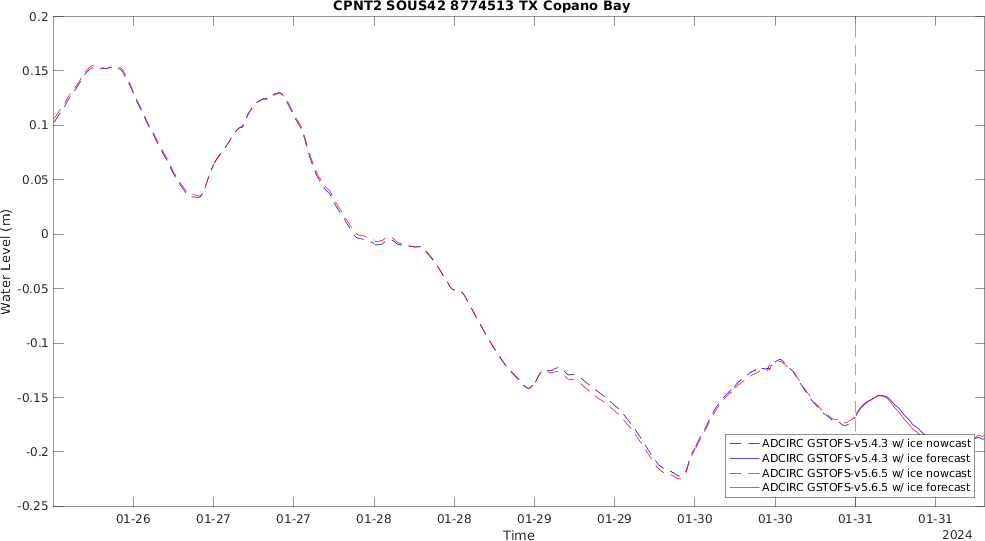 CPNT2 SOUS42 8774513 TX Copano Bay
0.2
0.15
0.1
0.05
0
-0.05
-0.1
-0.15
-0.2
-0.25
Water Level (m)
ADCIRC GSTOFS-v5.4.3 w/ ice nowcast
ADCIRC GSTOFS-v5.4.3 w/ ice forecast
ADCIRC GSTOFS-v5.6.5 w/ ice nowcast
ADCIRC GSTOFS-v5.6.5 w/ ice forecast
01-26 01-27 01-27 01-28 01-28 01-29 01-29 01-30 01-30 01-31 01-31
Time
2024